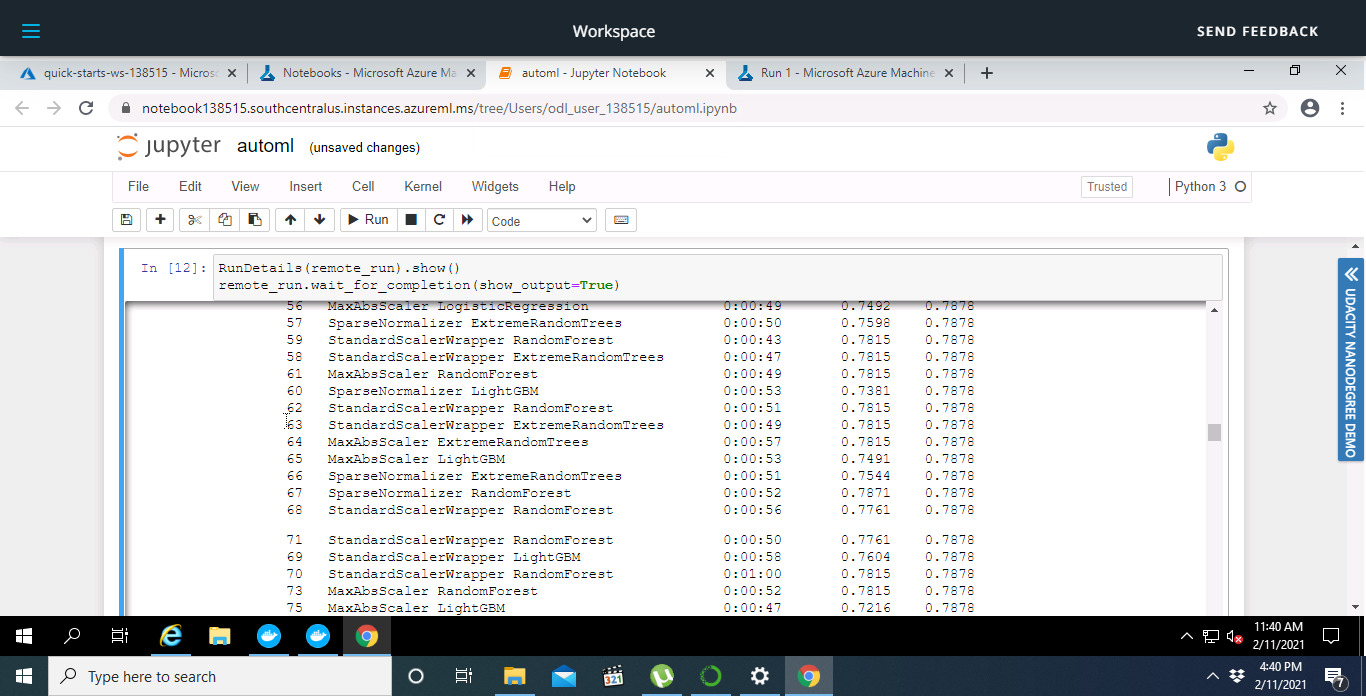 Workspace
SEND FEEDBACK
quick-starts-ws-138515 - Micros
Notebooks - Microsoft Azure Ma
automl - Jupyter Notebook
Run 1 - Microsoft Azure Machine
notebook138515.southcentralus.instances.azureml.ms/tree/Users/odl_user_138515/automl.ipynb
jupyter automl (unsaved changes)
File Edit View Insert Cell Kernel Widgets Help Trusted Python 3
Run Code
In [12]: RunDetails(remote_run).show()
remote_run.wait_for_completion(show_output=True)
56 MaxAbsScaler LogisticRegression 0:00:49 0.7492 0.7878
57 SparseNormalizer ExtremeRandomTrees 0:00:50 0.7598 0.7878
59 StandardScalerWrapper RandomForest 0:00:43 0.7815 0.7878
58 StandardScalerWrapper ExtremeRandomTrees 0:00:47 0.7815 0.7878
61 MaxAbsScaler RandomForest 0:00:49 0.7815 0.7878
60 SparseNormalizer LightGBM 0:00:53 0.7381 0.7878
62 StandardScalerWrapper RandomForest 0:00:51 0.7815 0.7878
63 StandardScalerWrapper ExtremeRandomTrees 0:00:49 0.7815 0.7878
64 MaxAbsScaler ExtremeRandomTrees 0:00:57 0.7815 0.7878
65 MaxAbsScaler LightGBM 0:00:53 0.7491 0.7878
66 SparseNormalizer ExtremeRandomTrees 0:00:51 0.7544 0.7878
67 SparseNormalizer RandomForest 0:00:52 0.7871 0.7878
68 StandardScalerWrapper RandomForest 0:00:56 0.7761 0.7878
71 StandardScalerWrapper RandomForest 0:00:50 0.7761 0.7878
69 StandardScalerWrapper LightGBM 0:00:58 0.7604 0.7878
70 StandardScalerWrapper RandomForest 0:01:00 0.7815 0.7878
73 MaxAbsScaler RandomForest 0:00:52 0.7815 0.7878
75 MaxAbsScaler LightGBM 0:00:47 0.7216 0.7878
UDACITY NANODEGREE DEMO
11:40 AM
2/11/2021
Type here to search
321
4:40 PM
2/11/2021
7